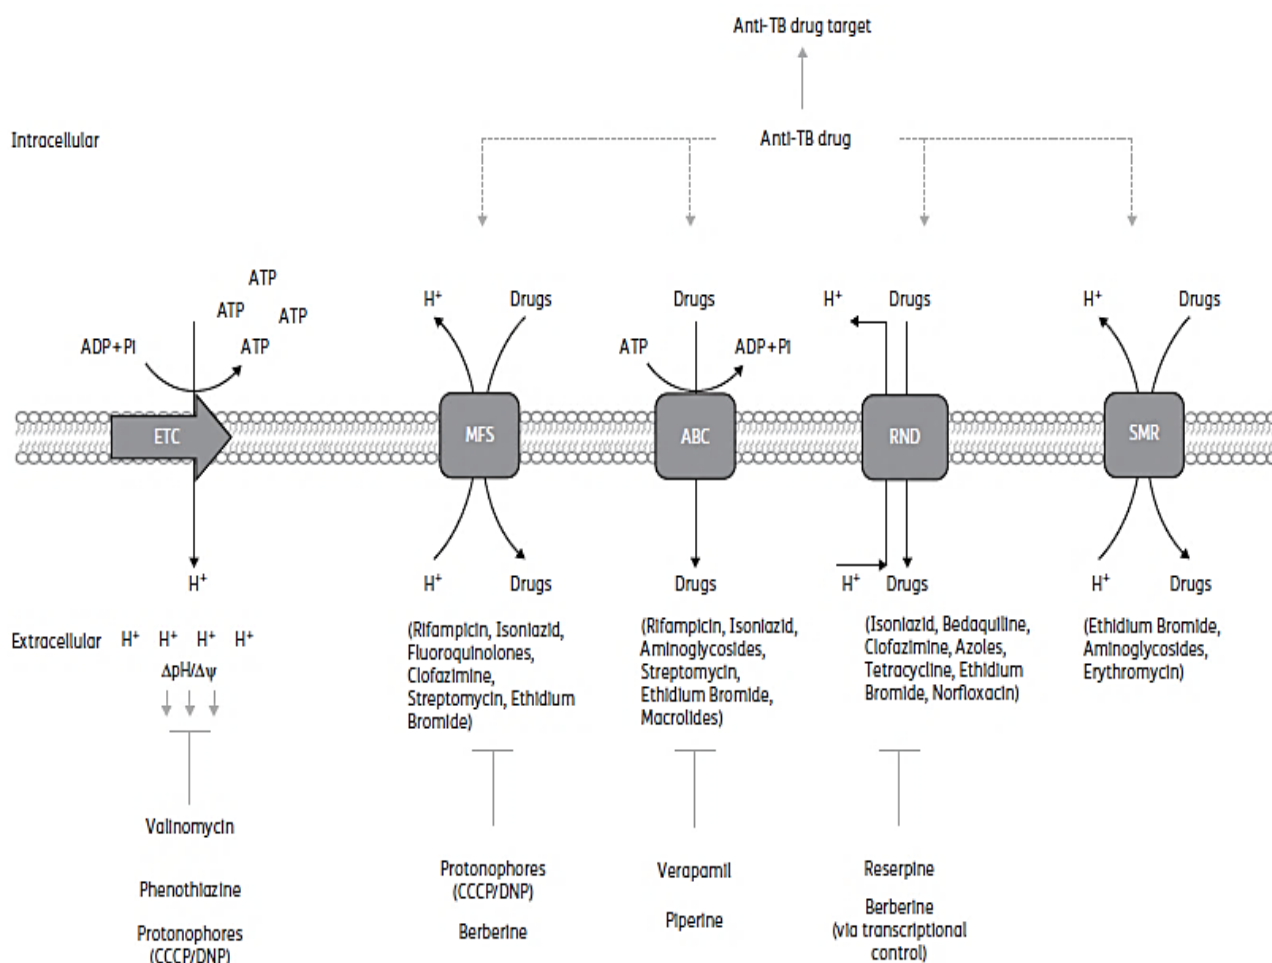 Anti-TB drug target
Intracellular
Anti-TB drug
ATP
ATP
ATP
ADP+Pi
ATP
H⁺
Drugs
Drugs
ATP
ADP+Pi
H⁺
Drugs
H⁺
Drugs
ETC
MFS
ABC
RND
SMR
H⁺
H⁺
Drugs
Drugs
H⁺
Drugs
H⁺
Drugs
Extracellular
H⁺ H⁺ H⁺ H⁺
ΔpH/Δψ
(Rifampicin, Isoniazid,
Fluoroquinolones,
Clofazimine,
Streptomycin, Ethidium
Bromide)
(Rifampicin, Isoniazid,
Aminoglycosides,
Streptomycin,
Ethidium Bromide,
Macrolides)
(Isoniazid, Bedaquiline,
Clofazimine, Azoles,
Tetracycline, Ethidium
Bromide, Norfloxacin)
(Ethidium Bromide,
Aminoglycosides,
Erythromycin)
Valinomycin
Phenothiazine
Protonophores
(CCCP/DNP)
Protonophores
(CCCP/DNP)
Berberine
Verapamil
Piperine
Reserpine
Berberine
(via transcriptional
control)